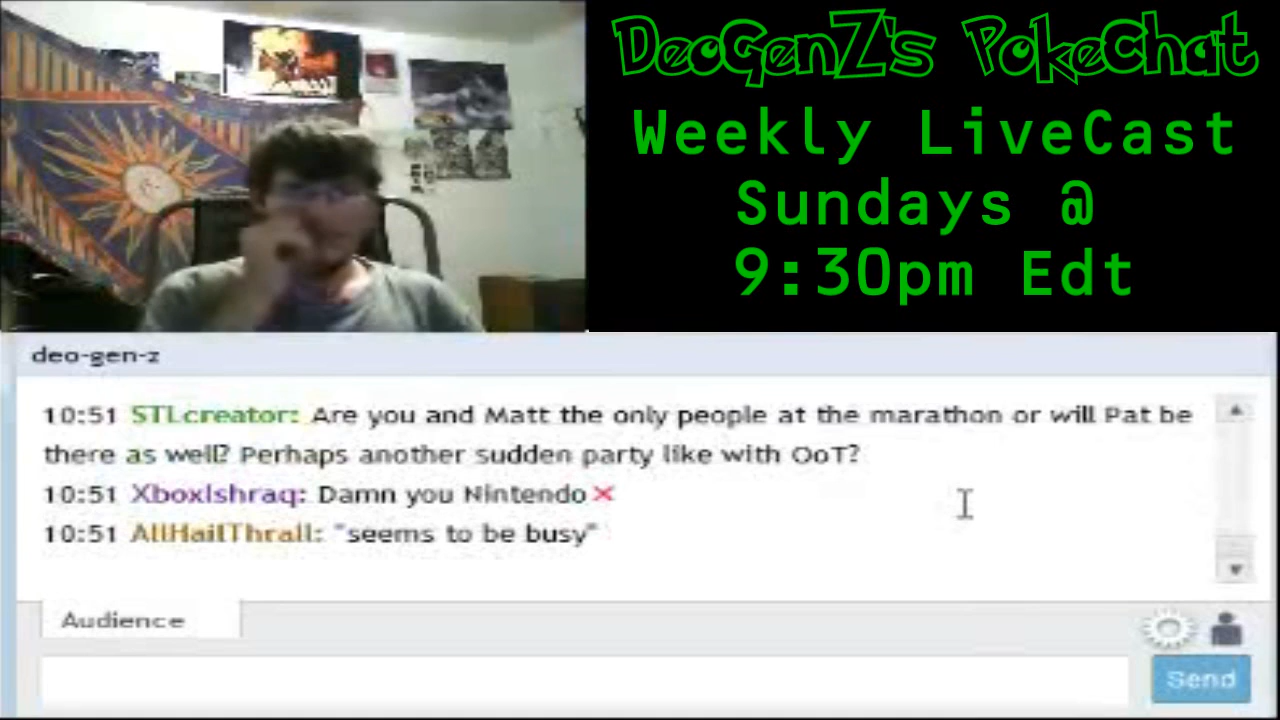 DeoGenZ's PokeChat
Weekly LiveCast
Sundays @
9:30pm Edt
deo-gen-z
10:51 STLcreator: Are you and Matt the only people at the marathon or will Pat be
there as well? Perhaps another sudden party like with OoT?
10:51 XboxIshraq: Damn you Nintendo
10:51 AllHailThrall: "seems to be busy"
Audience
Send